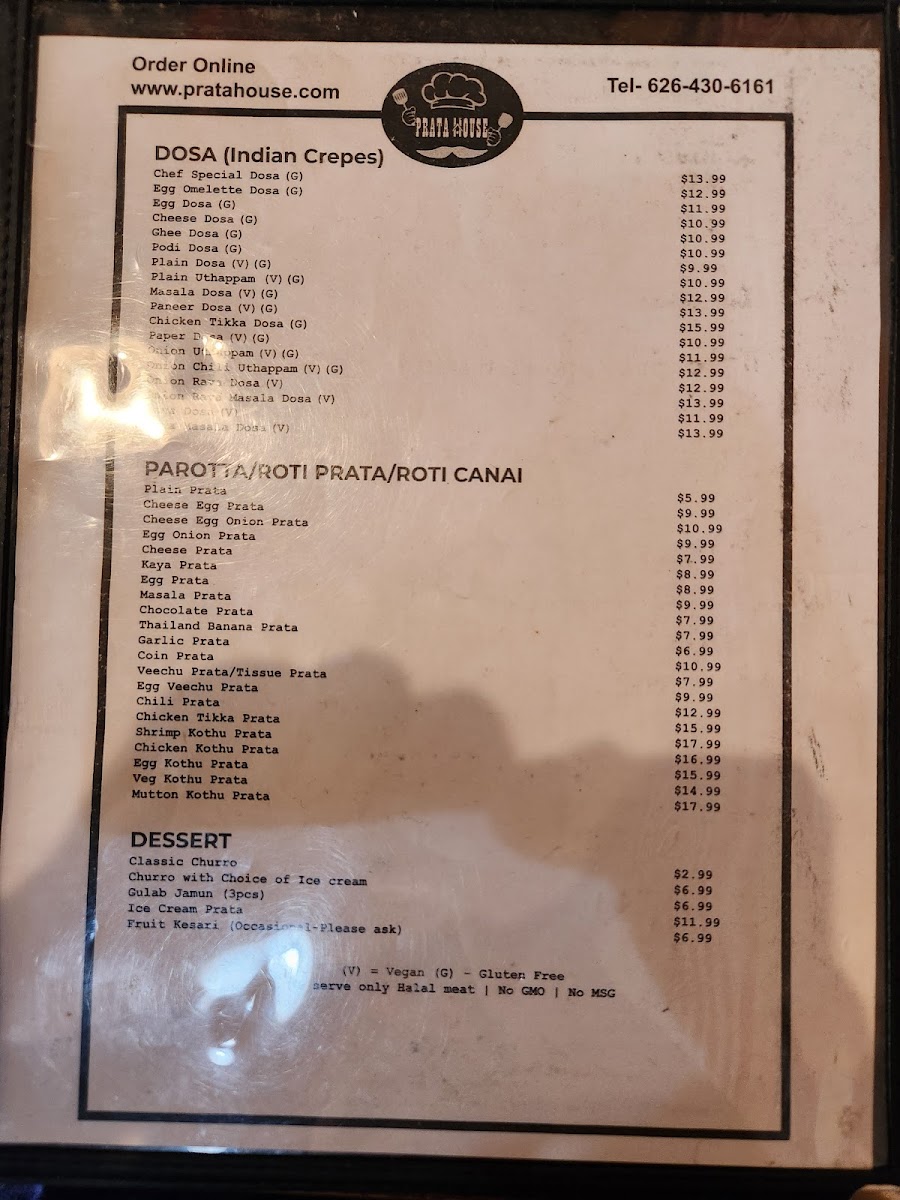 Order Online
www.pratahouse.com
PRATA HOUSE
Tel- 626-430-6161
DOSA (Indian Crepes)
Chef Special Dosa (G) $13.99
Egg Omelette Dosa (G) $12.99
Egg Dosa (G) $11.99
Cheese Dosa (G) $10.99
Ghee Dosa (G) $10.99
Podi Dosa (G) $10.99
Plain Dosa (V) (G) $9.99
Plain Uthappam (V) (G) $10.99
Masala Dosa (V) (G) $12.99
Paneer Dosa (V) (G) $13.99
Chicken Tikka Dosa (G) $15.99
Paper Dosa (V) (G) $10.99
Onion Uthappam (V) (G) $11.99
Onion Chili Uthappam (V) (G) $12.99
Onion Rava Dosa (V) $12.99
Onion Rava Masala Dosa (V) $13.99
Dosa (V) $11.99
Masala Dosa (V) $13.99
PAROTTA/ROTI PRATA/ROTI CANAI
Plain Prata $5.99
Cheese Egg Prata $9.99
Cheese Egg Onion Prata $10.99
Egg Onion Prata $9.99
Cheese Prata $7.99
Kaya Prata $8.99
Egg Prata $8.99
Masala Prata $9.99
Chocolate Prata $7.99
Thailand Banana Prata $7.99
Garlic Prata $6.99
Coin Prata $10.99
Veechu Prata/Tissue Prata $7.99
Egg Veechu Prata $9.99
Chili Prata $12.99
Chicken Tikka Prata $15.99
Shrimp Kothu Prata $17.99
Chicken Kothu Prata $16.99
Egg Kothu Prata $15.99
Veg Kothu Prata $14.99
Mutton Kothu Prata $17.99
DESSERT
Classic Churro $2.99
Churro with Choice of Ice cream $6.99
Gulab Jamun (3pcs) $6.99
Ice Cream Prata $11.99
Fruit Kesari (Occasional-Please ask) $6.99
(V) = Vegan (G) - Gluten Free
serve only Halal meat | No GMO | No MSG